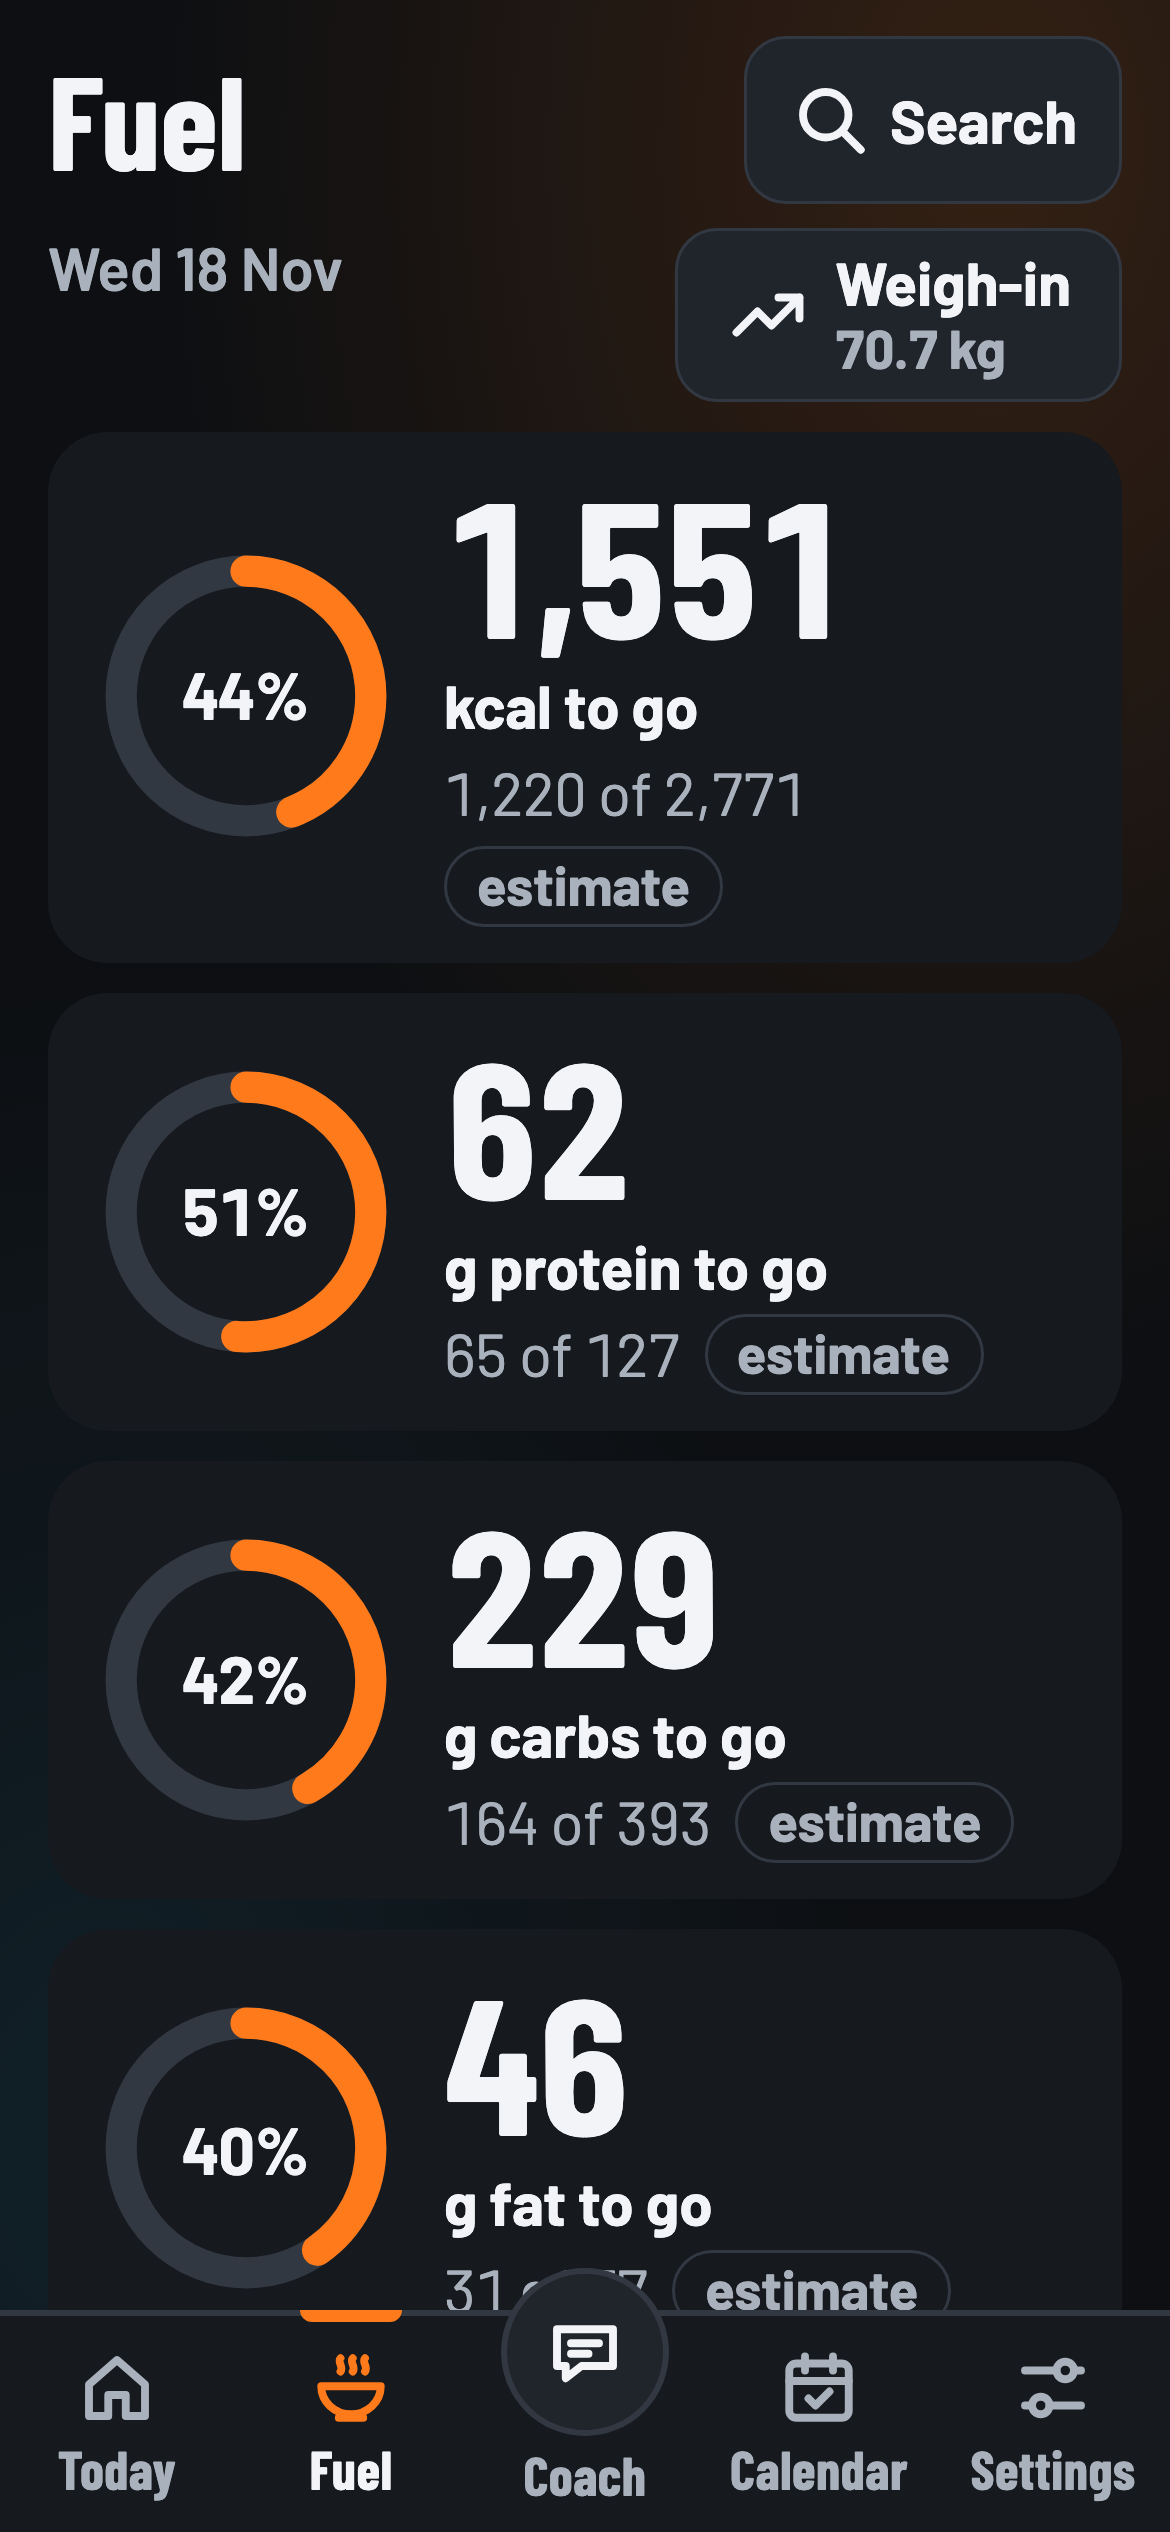 Fuel
Search
Wed 18 Nov
Weigh-in
70.7 kg
44%
1,551
kcal to go
1,220 of 2,771
estimate
51%
62
g protein to go
65 of 127
estimate
42%
229
g carbs to go
164 of 393
estimate
40%
46
g fat to go
31
estimate
Today
Fuel
Coach
Calendar
Settings